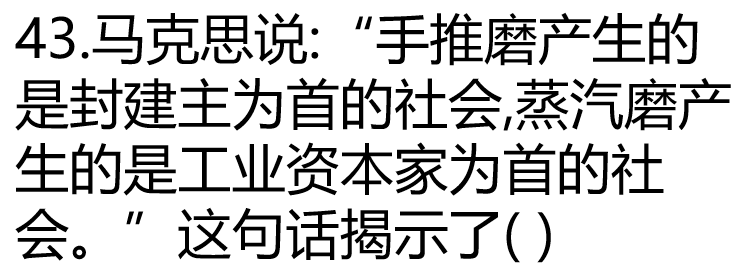 43.马克思说:“手推磨产生的
是封建主为首的社会,蒸汽磨产
生的是工业资本家为首的社
会。”这句话揭示了( )